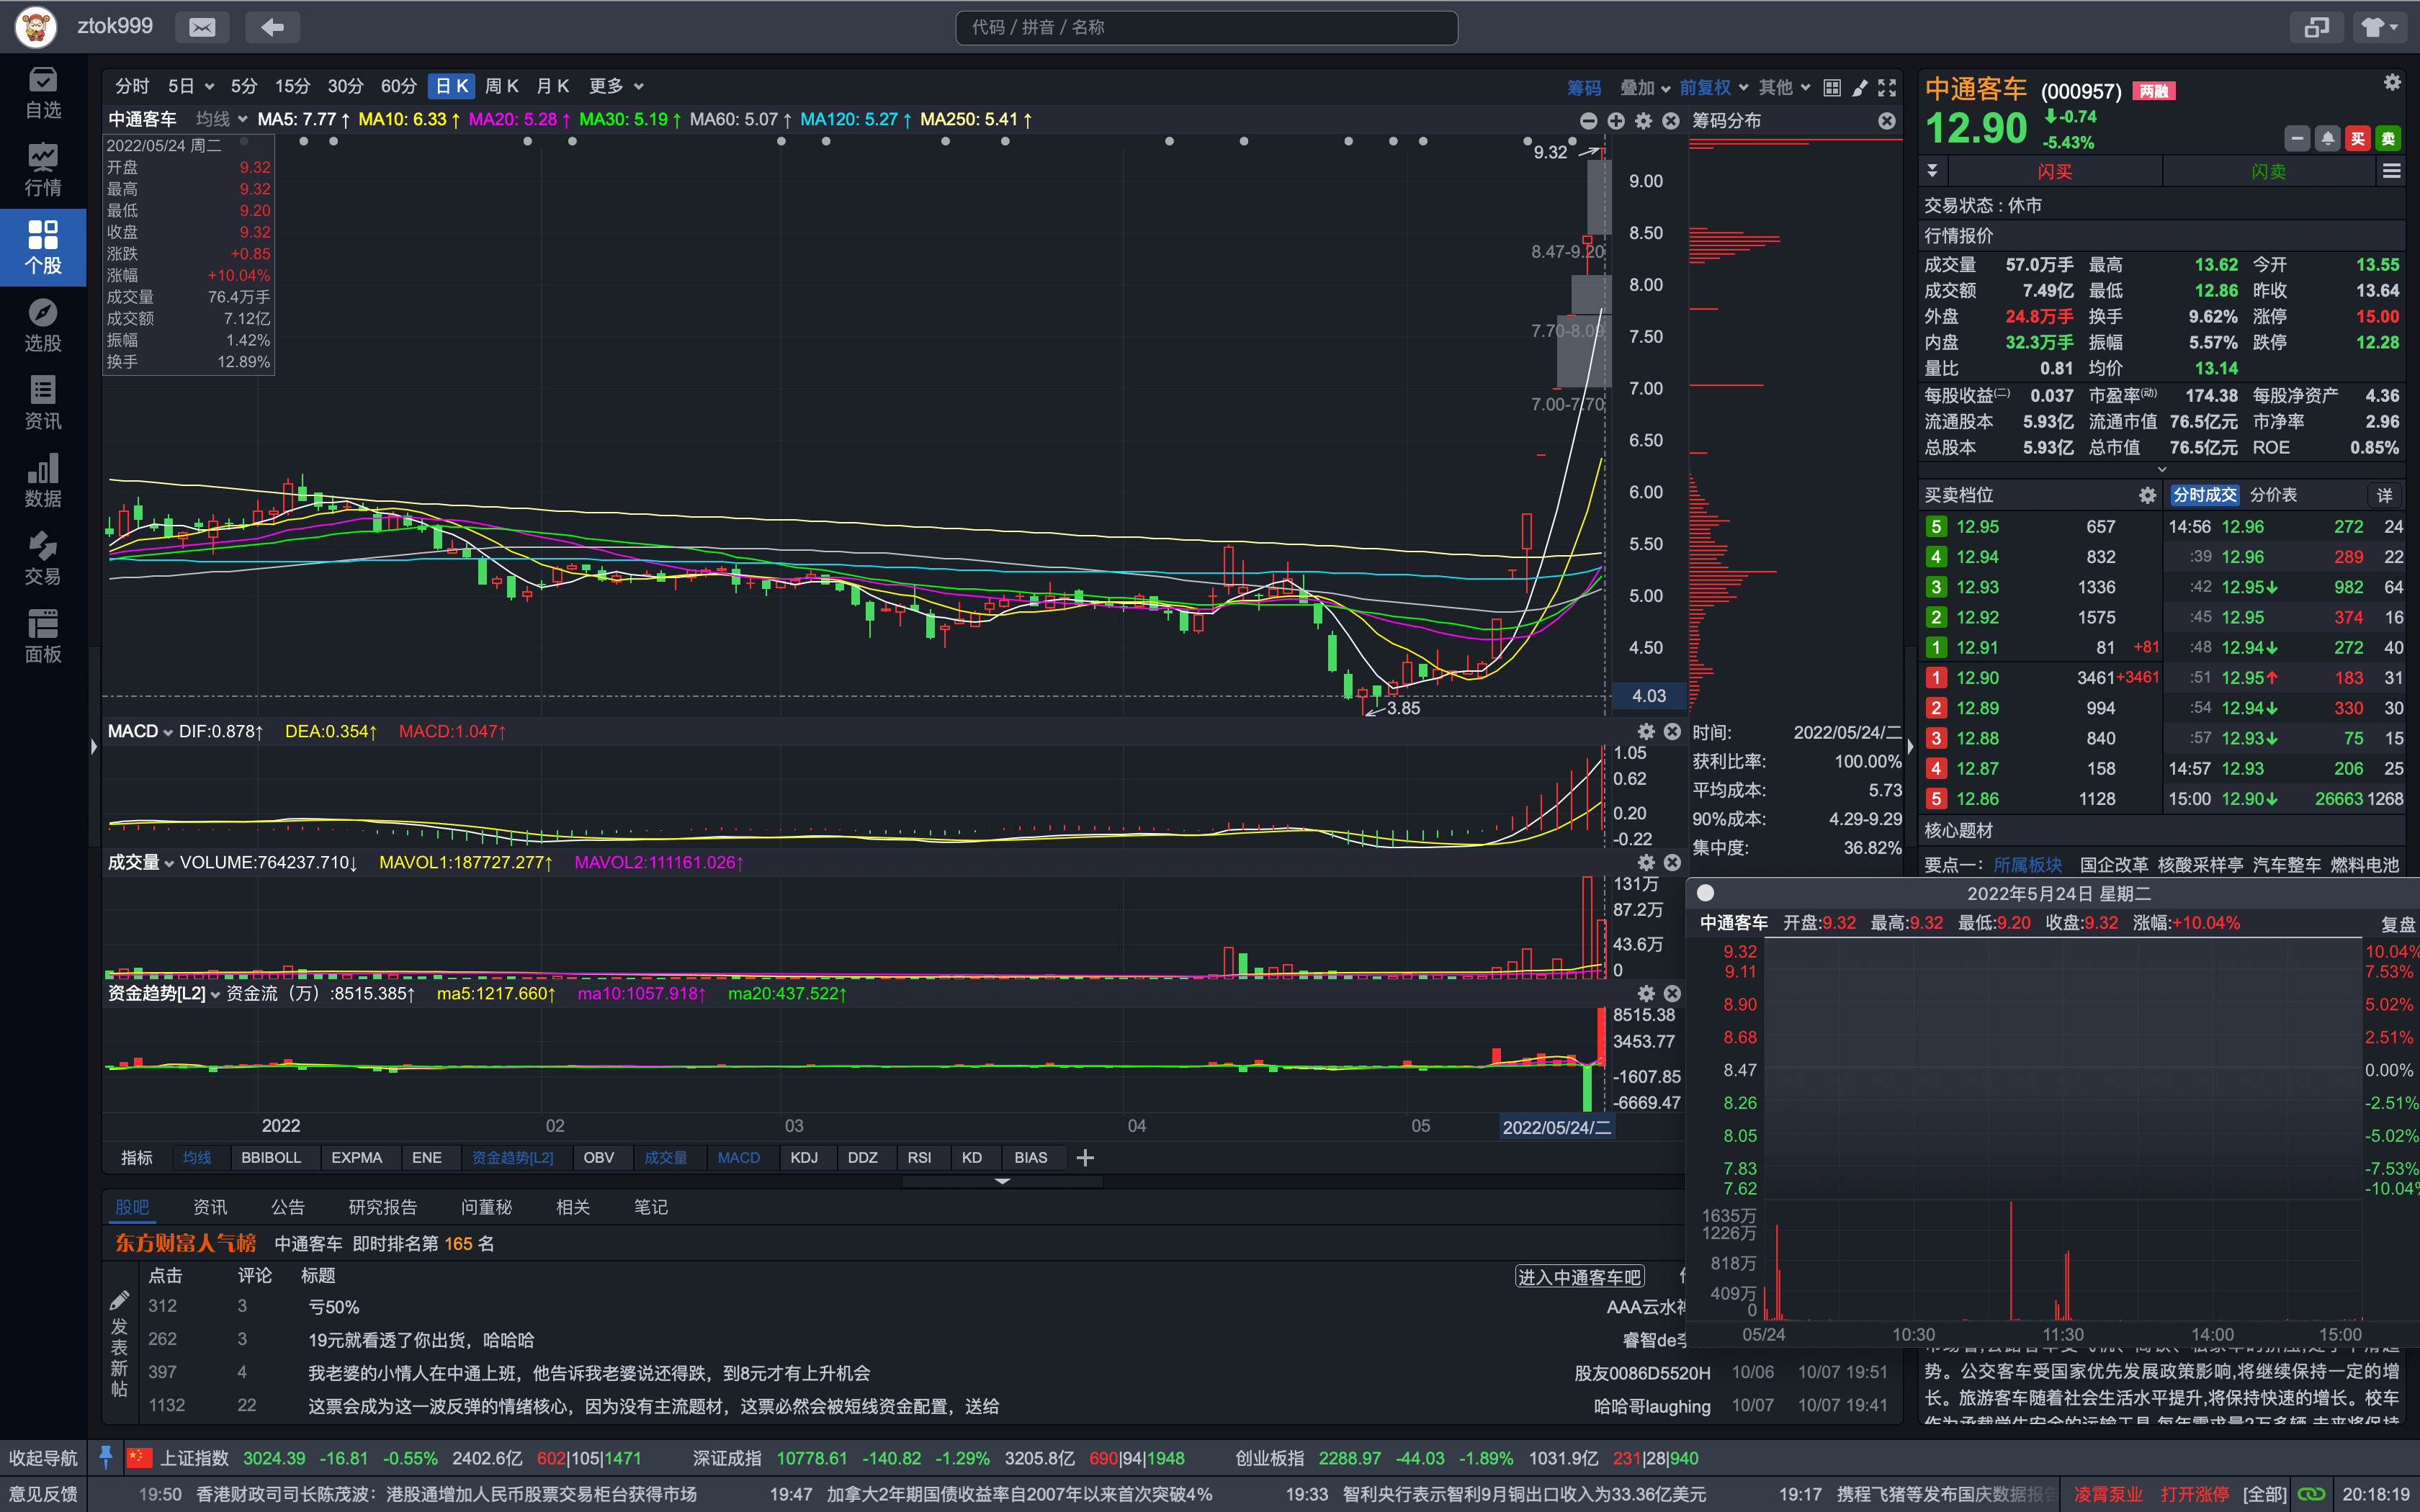 ztok999
代码 / 拼音 / 名称
自选
行情
个股
选股
资讯
数据
交易
面板
分时 5日 5分 15分 30分 60分 日K 周K 月K 更多
筹码 叠加 前复权 其他
中通客车 均线 MA5: 7.77↑ MA10: 6.33↑ MA20: 5.28↑ MA30: 5.19↑ MA60: 5.07↑ MA120: 5.27↑ MA250: 5.41↑
筹码分布
2022/05/24 周二
开盘 9.32
最高 9.32
最低 9.20
收盘 9.32
涨跌 +0.85
涨幅 +10.04%
成交量 76.4万手
成交额 7.12亿
振幅 1.42%
换手 12.89%
9.32
8.47-9.20
7.70-8.09
7.00-7.70
3.85
9.00
8.50
8.00
7.50
7.00
6.50
6.00
5.50
5.00
4.50
4.03
MACD DIF:0.878↑ DEA:0.354↑ MACD:1.047↑
1.05
0.62
0.20
-0.22
成交量 VOLUME:764237.710↓ MAVOL1:187727.277↑ MAVOL2:111161.026↑
131万
87.2万
43.6万
0
资金趋势[L2] 资金流（万）:8515.385↑ ma5:1217.660↑ ma10:1057.918↑ ma20:437.522↑
8515.38
3453.77
-1607.85
-6669.47
2022 02 03 04 05 2022/05/24/二
指标 均线 BBIBOLL EXPMA ENE 资金趋势[L2] OBV 成交量 MACD KDJ DDZ RSI KD BIAS
时间: 2022/05/24/二
获利比率: 100.00%
平均成本: 5.73
90%成本: 4.29-9.29
集中度: 36.82%
中通客车 (000957) 两融
12.90
-0.74
-5.43%
买 卖
闪买 闪卖
交易状态 : 休市
行情报价
成交量 57.0万手 最高 13.62 今开 13.55
成交额 7.49亿 最低 12.86 昨收 13.64
外盘 24.8万手 换手 9.62% 涨停 15.00
内盘 32.3万手 振幅 5.57% 跌停 12.28
量比 0.81 均价 13.14
每股收益(二) 0.037 市盈率(动) 174.38 每股净资产 4.36
流通股本 5.93亿 流通市值 76.5亿元 市净率 2.96
总股本 5.93亿 总市值 76.5亿元 ROE 0.85%
买卖档位
分时成交 分价表 详
5 12.95 657
4 12.94 832
3 12.93 1336
2 12.92 1575
1 12.91 81 +81
1 12.90 3461 +3461
2 12.89 994
3 12.88 840
4 12.87 158
5 12.86 1128
14:56 12.96 272 24
:39 12.96 289 22
:42 12.95↓ 982 64
:45 12.95 374 16
:48 12.94↓ 272 40
:51 12.95↑ 183 31
:54 12.94↓ 330 30
:57 12.93↓ 75 15
14:57 12.93 206 25
15:00 12.90↓ 26663 1268
核心题材
要点一： 所属板块 国企改革 核酸采样亭 汽车整车 燃料电池
2022年5月24日 星期二
中通客车 开盘:9.32 最高:9.32 最低:9.20 收盘:9.32 涨幅:+10.04% 复盘
9.32 10.04%
9.11 7.53%
8.90 5.02%
8.68 2.51%
8.47 0.00%
8.26 -2.51%
8.05 -5.02%
7.83 -7.53%
7.62 -10.04%
1635万
1226万
818万
409万
0
05/24 10:30 11:30 14:00 15:00
势。公交客车受国家优先发展政策影响,将继续保持一定的增
长。旅游客车随着社会生活水平提升,将保持快速的增长。校车
股吧 资讯 公告 研究报告 问董秘 相关 笔记
东方财富人气榜 中通客车 即时排名第 165 名
点击 评论 标题 进入中通客车吧
发表新帖
312 3 亏50% AAA云水
262 3 19元就看透了你出货，哈哈哈 睿智de
397 4 我老婆的小情人在中通上班，他告诉我老婆说还得跌，到8元才有上升机会 股友0086D5520H 10/06 10/07 19:51
1132 22 这票会成为这一波反弹的情绪核心，因为没有主流题材，这票必然会被短线资金配置，送给 哈哈哥laughing 10/07 10/07 19:41
收起导航 上证指数 3024.39 -16.81 -0.55% 2402.6亿 602|105|1471 深证成指 10778.61 -140.82 -1.29% 3205.8亿 690|94|1948 创业板指 2288.97 -44.03 -1.89% 1031.9亿 231|28|940
意见反馈 19:50 香港财政司司长陈茂波：港股通增加人民币股票交易柜台获得市场 19:47 加拿大2年期国债收益率自2007年以来首次突破4% 19:33 智利央行表示智利9月铜出口收入为33.36亿美元 19:17 携程飞猪等发布国庆数据报告 凌霄泵业 打开涨停 [全部] 20:18:19